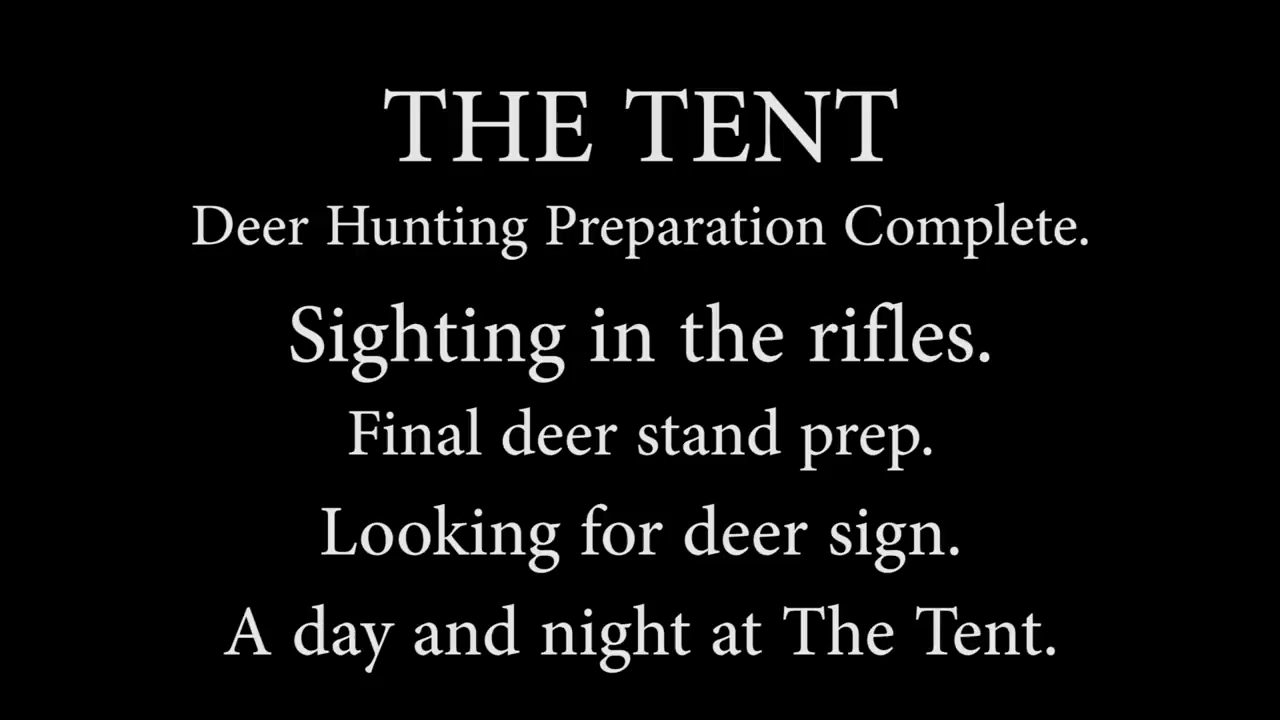 THE TENT
Deer Hunting Preparation Complete.
Sighting in the rifles.
Final deer stand prep.
Looking for deer sign.
A day and night at The Tent.